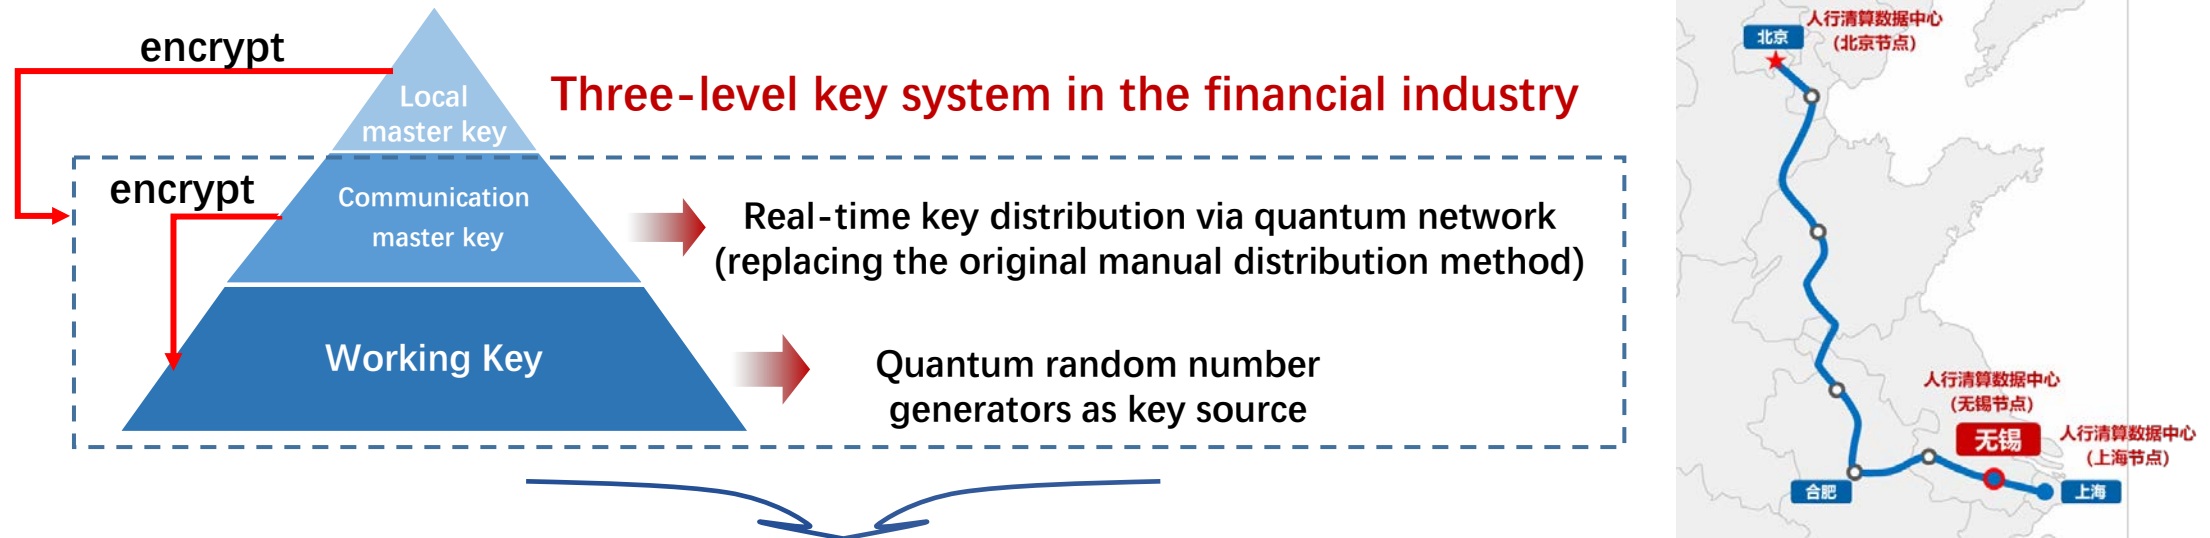 encrypt
Local
master key
Three-level key system in the financial industry
encrypt
Communication
master key
Real-time key distribution via quantum network
(replacing the original manual distribution method)
Working Key
Quantum random number
generators as key source
人行清算数据中心
(北京节点)
北京
人行清算数据中心
(无锡节点)
无锡
人行清算数据中心
(上海节点)
合肥
上海